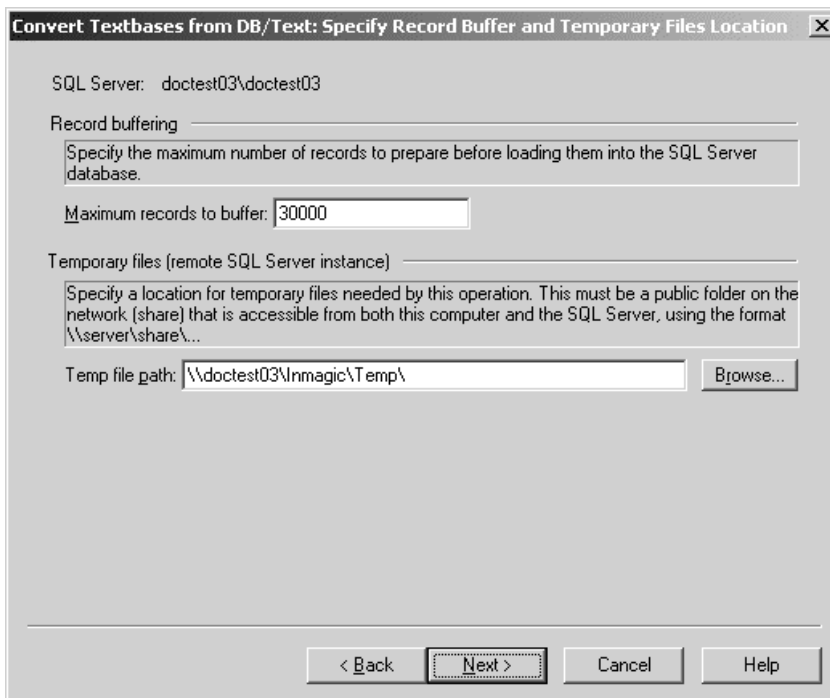 Convert Textbases from DB/Text: Specify Record Buffer and Temporary Files Location
SQL Server: doctest03\doctest03
Record buffering
Specify the maximum number of records to prepare before loading them into the SQL Server
database.
Maximum records to buffer: 30000
Temporary files (remote SQL Server instance)
Specify a location for temporary files needed by this operation. This must be a public folder on the
network (share) that is accessible from both this computer and the SQL Server, using the format
\\server\share\...
Temp file path: \\doctest03\Inmagic\Temp\ Browse...
< Back Next > Cancel Help